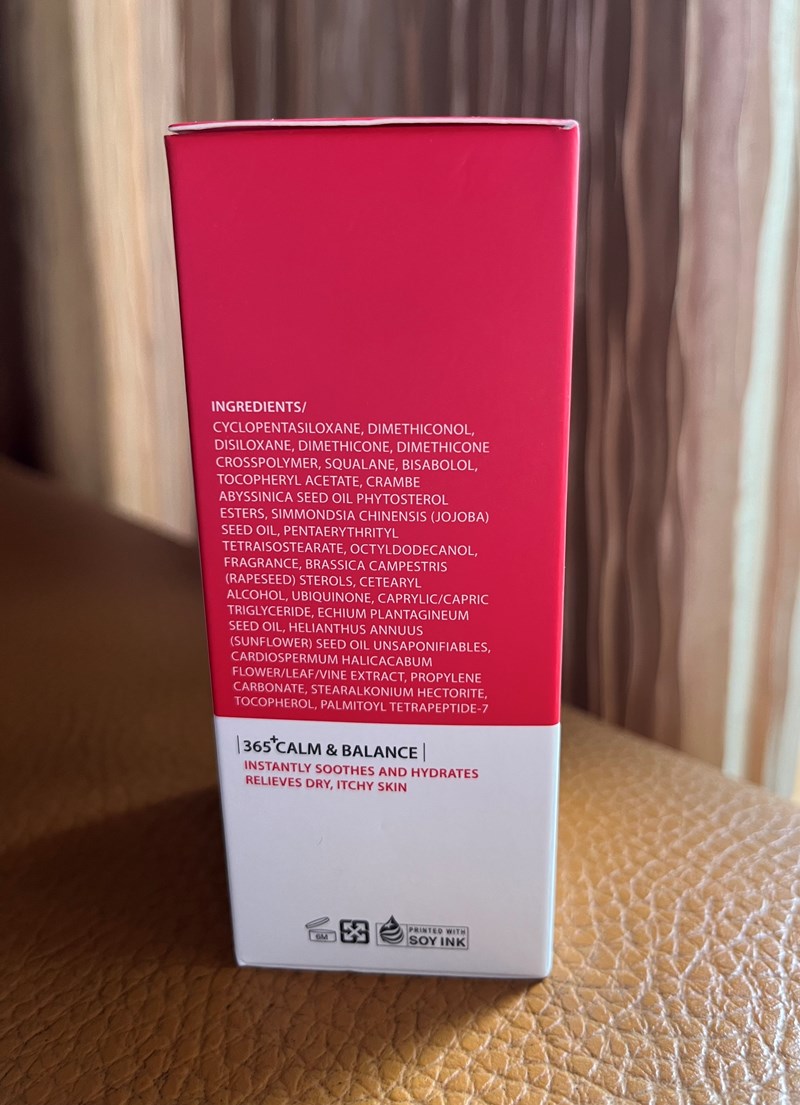 INGREDIENTS/
CYCLOPENTASILOXANE, DIMETHICONOL,
DISILOXANE, DIMETHICONE, DIMETHICONE
CROSSPOLYMER, SQUALANE, BISABOLOL,
TOCOPHERYL ACETATE, CRAMBE
ABYSSINICA SEED OIL PHYTOSTEROL
ESTERS, SIMMONDSIA CHINENSIS (JOJOBA)
SEED OIL, PENTAERYTHRITYL
TETRAISOSTEARATE, OCTYLDODECANOL,
FRAGRANCE, BRASSICA CAMPESTRIS
(RAPESEED) STEROLS, CETEARYL
ALCOHOL, UBIQUINONE, CAPRYLIC/CAPRIC
TRIGLYCERIDE, ECHIUM PLANTAGINEUM
SEED OIL, HELIANTHUS ANNUUS
(SUNFLOWER) SEED OIL UNSAPONIFIABLES,
CARDIOSPERMUM HALICACABUM
FLOWER/LEAF/VINE EXTRACT, PROPYLENE
CARBONATE, STEARALKONIUM HECTORITE,
TOCOPHEROL, PALMITOYL TETRAPEPTIDE-7
|365+CALM & BALANCE|
INSTANTLY SOOTHES AND HYDRATES
RELIEVES DRY, ITCHY SKIN
6M
PRINTED WITH
SOY INK